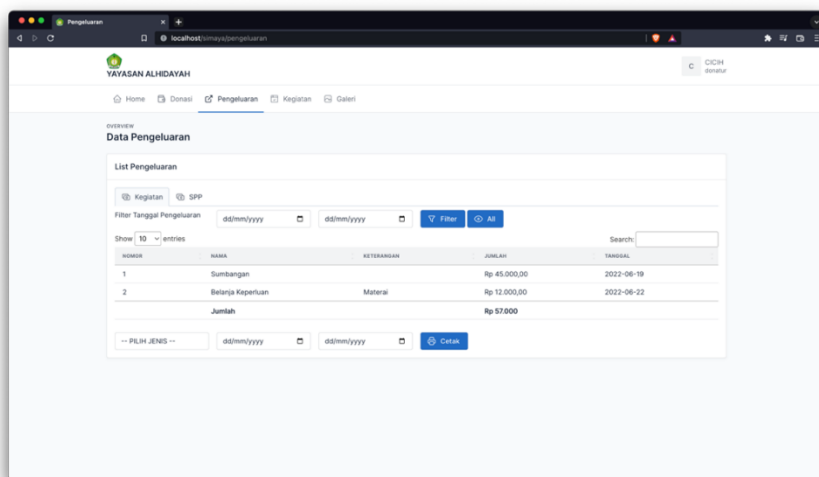 Pengeluaran
localhost/simaya/pengeluaran
YAYASAN ALHIDAYAH
C CICIH
donatur
Home Donasi Pengeluaran Kegiatan Galeri
OVERVIEW
Data Pengeluaran
List Pengeluaran
Kegiatan SPP
Filter Tanggal Pengeluaran dd/mm/yyyy dd/mm/yyyy Filter All
Show 10 entries Search:
NOMOR NAMA KETERANGAN JUMLAH TANGGAL
1 Sumbangan Rp 45.000,00 2022-06-19
2 Belanja Keperluan Materai Rp 12.000,00 2022-06-22
Jumlah Rp 57.000
-- PILIH JENIS -- dd/mm/yyyy dd/mm/yyyy Cetak